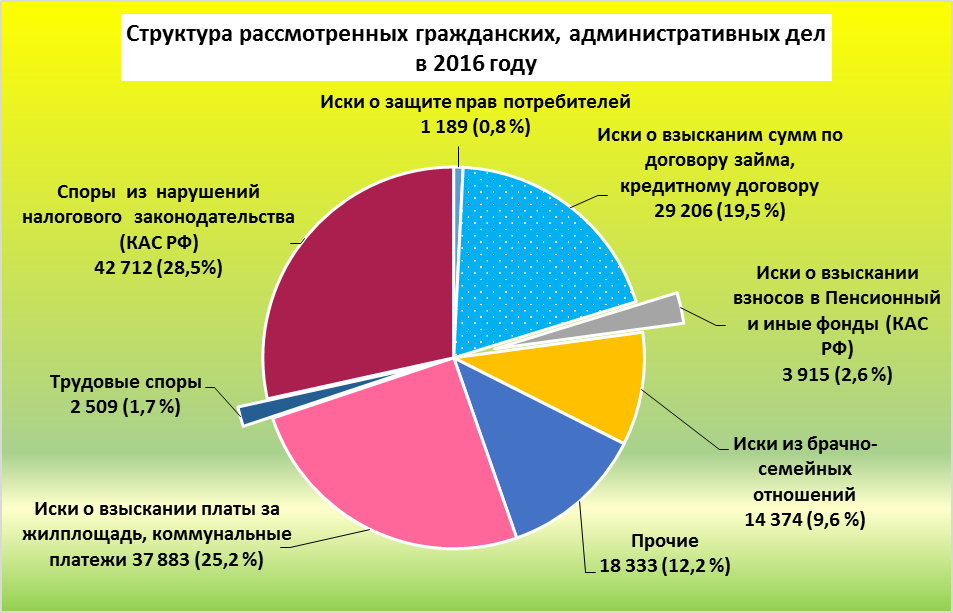 Структура рассмотренных гражданских, административных дел
в 2016 году
Иски о защите прав потребителей
1 189 (0,8 %)
Иски о взысканим сумм по
договору займа,
кредитному договору
29 206 (19,5 %)
Споры из нарушений
налогового законодательства
(КАС РФ)
42 712 (28,5%)
Иски о взыскании
взносов в Пенсионный
и иные фонды (КАС
РФ)
3 915 (2,6 %)
Трудовые споры
2 509 (1,7 %)
Иски из брачно-
семейных
отношений
14 374 (9,6 %)
Иски о взыскании платы за
жилплощадь, коммунальные
платежи 37 883 (25,2 %)
Прочие
18 333 (12,2 %)